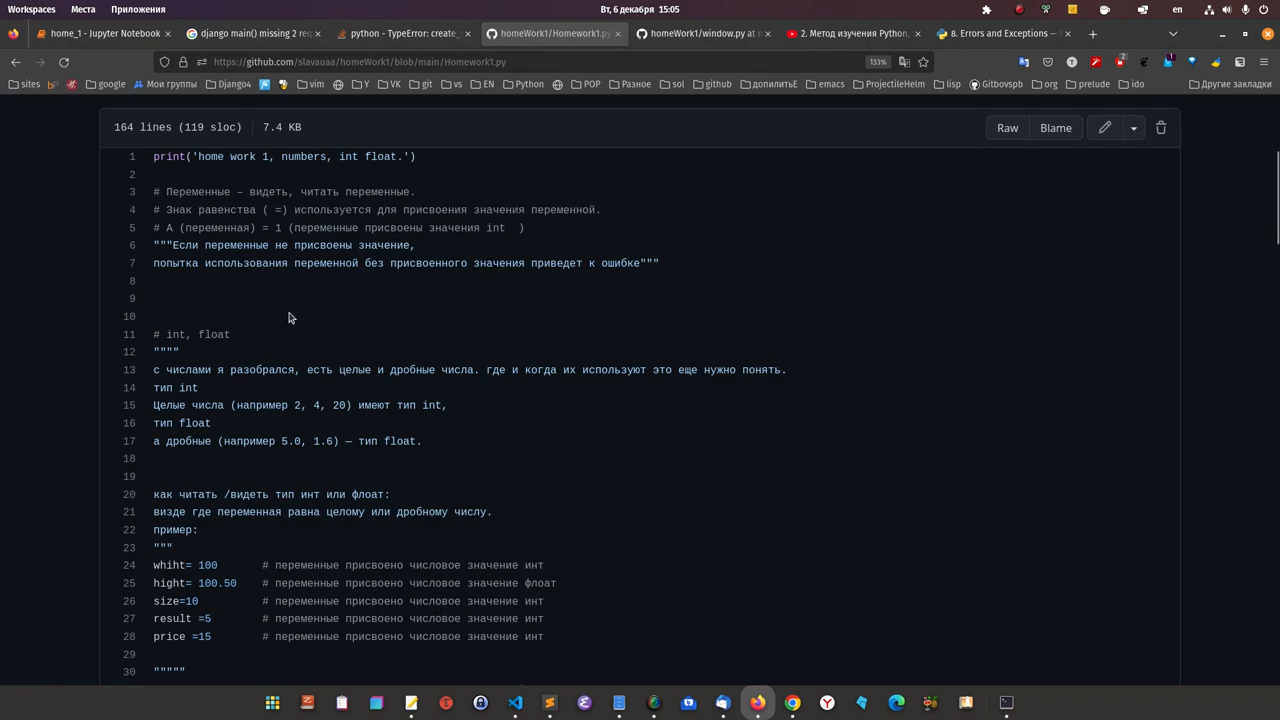 Workspaces Места Приложения Вт, 6 декабря 15:05 en
home_1 - Jupyter Notebook django main() missing 2 req python - TypeError: create_ homeWork1/Homework1.py homeWork1/window.py at m 2. Метод изучения Python, 8. Errors and Exceptions —
https://github.com/slavauaa/homeWork1/blob/main/Homework1.py 133%
sites google Мои группы Django4 vim Y VK git vs EN Python POP Разное sol github допилитьЕ emacs ProjectileHelm lisp Gitbovspb org prelude ido Другие закладки
164 lines (119 sloc) 7.4 KB Raw Blame
1 print('home work 1, numbers, int float.')
2
3 # Переменные – видеть, читать переменные.
4 # Знак равенства ( =) используется для присвоения значения переменной.
5 # А (переменная) = 1 (переменные присвоены значения int  )
6 """Если переменные не присвоены значение,
7 попытка использования переменной без присвоенного значения приведет к ошибке"""
8
9
10
11 # int, float
12 """"
13 с числами я разобрался, есть целые и дробные числа. где и когда их используют это еще нужно понять.
14 тип int
15 Целые числа (например 2, 4, 20) имеют тип int,
16 тип float
17 а дробные (например 5.0, 1.6) — тип float.
18
19
20 как читать /видеть тип инт или флоат:
21 визде где переменная равна целому или дробному числу.
22 пример:
23 """
24 whiht= 100 # переменные присвоено числовое значение инт
25 hight= 100.50 # переменные присвоено числовое значение флоат
26 size=10 # переменные присвоено числовое значение инт
27 result =5 # переменные присвоено числовое значение инт
28 price =15 # переменные присвоено числовое значение инт
29
30 """""